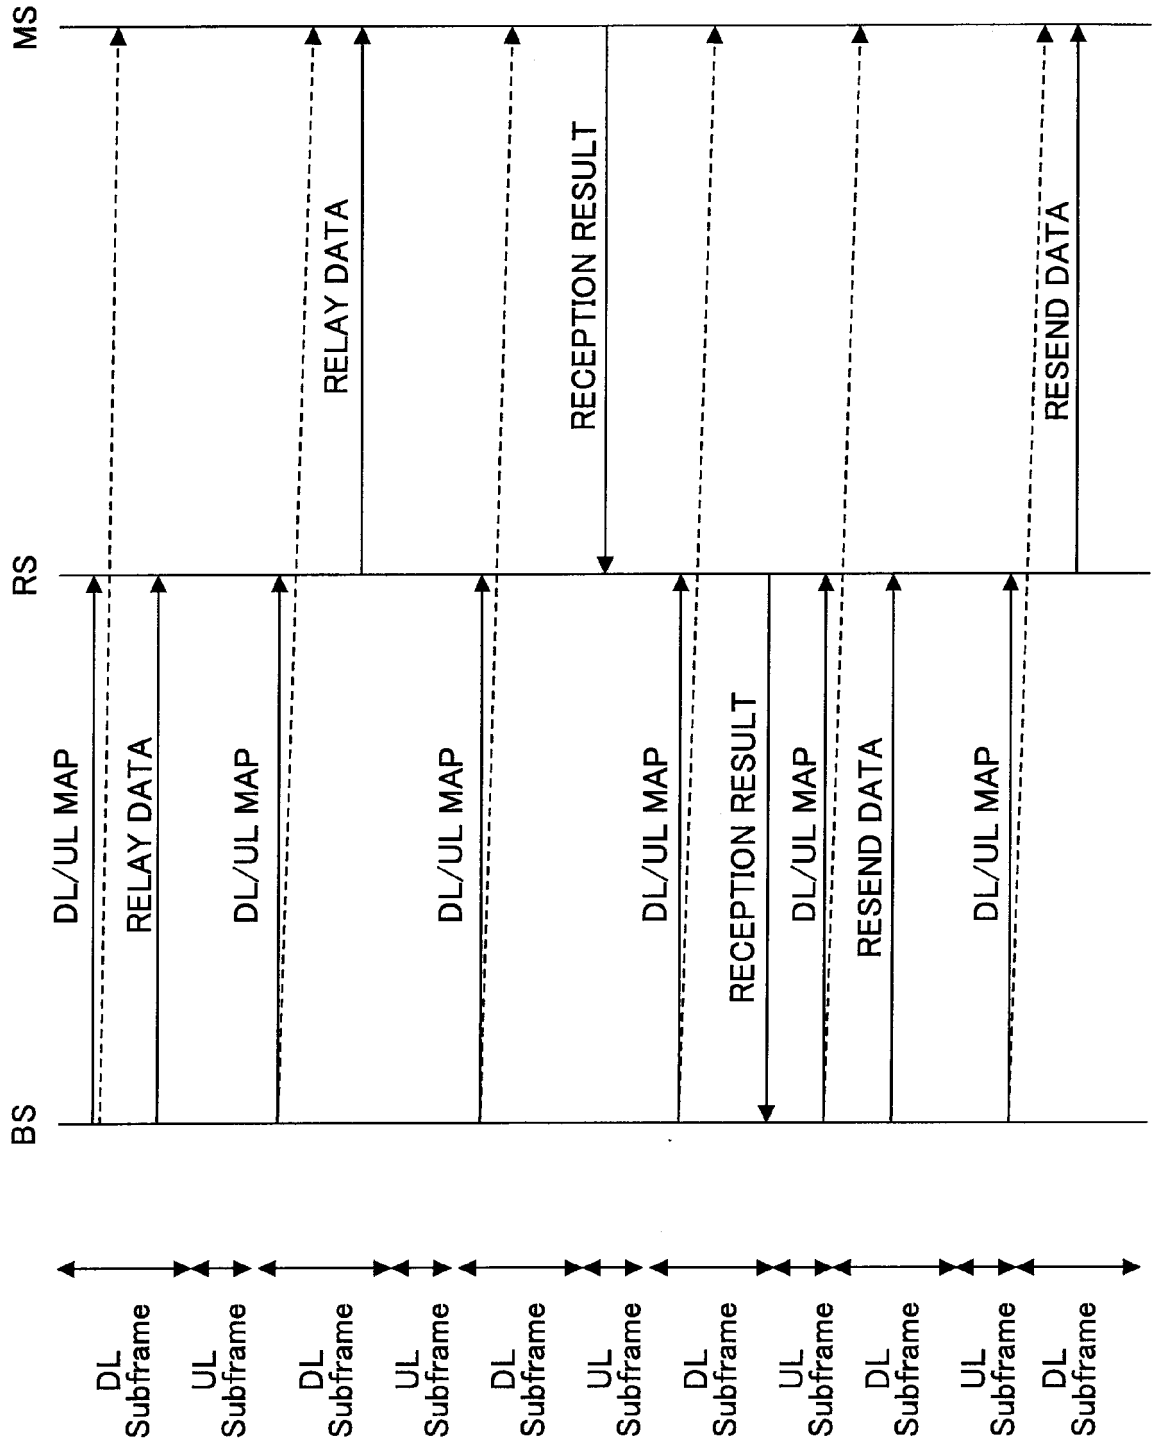 BS
RS
MS
DL
Subframe
DL/UL MAP
RELAY DATA
UL
Subframe
DL
Subframe
DL/UL MAP
RELAY DATA
UL
Subframe
DL
Subframe
DL/UL MAP
UL
Subframe
RECEPTION RESULT
DL
Subframe
DL/UL MAP
UL
Subframe
RECEPTION RESULT
DL
Subframe
DL/UL MAP
RESEND DATA
UL
Subframe
DL
Subframe
DL/UL MAP
RESEND DATA